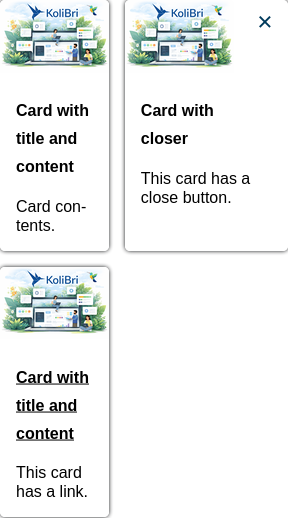 KoliBri
Card with
title and
content
Card con-
tents.
KoliBri
Card with
closer
This card has a
close button.
KoliBri
Card with
title and
content
This card
has a link.